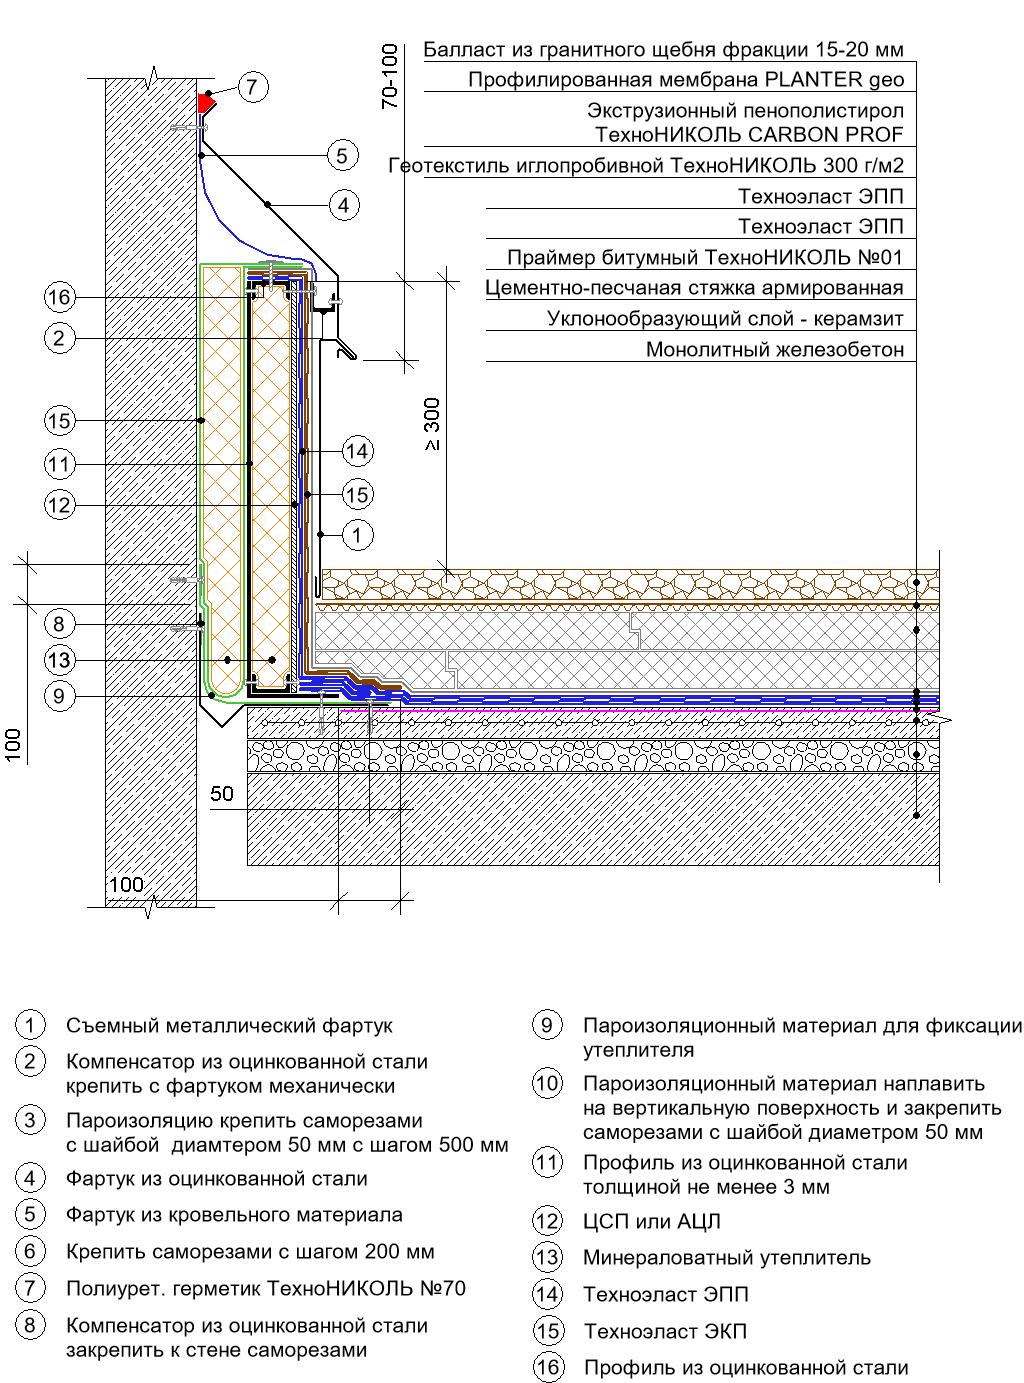 Балласт из гранитного щебня фракции 15-20 мм
Профилированная мембрана PLANTER geo
Экструзионный пенополистирол
ТехноНИКОЛЬ CARBON PROF
Геотекстиль иглопробивной ТехноНИКОЛЬ 300 г/м2
Техноэласт ЭПП
Техноэласт ЭПП
Праймер битумный ТехноНИКОЛЬ №01
Цементно-песчаная стяжка армированная
Уклонообразующий слой - керамзит
Монолитный железобетон
70-100
7
5
4
16
2
≥ 300
15
14
11
15
12
1
8
13
9
100
50
100
1 Съемный металлический фартук
2 Компенсатор из оцинкованной стали
крепить с фартуком механически
3 Пароизоляцию крепить саморезами
с шайбой диамтером 50 мм с шагом 500 мм
4 Фартук из оцинкованной стали
5 Фартук из кровельного материала
6 Крепить саморезами с шагом 200 мм
7 Полиурет. герметик ТехноНИКОЛЬ №70
8 Компенсатор из оцинкованной стали
закрепить к стене саморезами
9 Пароизоляционный материал для фиксации
утеплителя
10 Пароизоляционный материал наплавить
на вертикальную поверхность и закрепить
саморезами с шайбой диаметром 50 мм
11 Профиль из оцинкованной стали
толщиной не менее 3 мм
12 ЦСП или АЦЛ
13 Минераловатный утеплитель
14 Техноэласт ЭПП
15 Техноэласт ЭКП
16 Профиль из оцинкованной стали